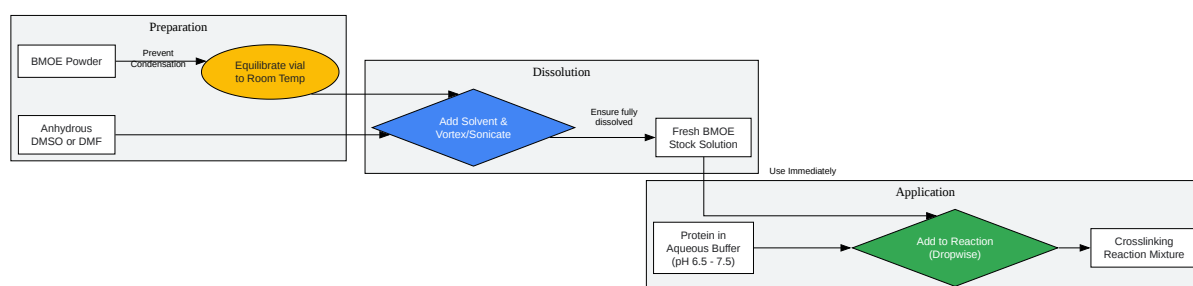 Preparation
BMOE Powder
Prevent
Condensation
Equilibrate vial
to Room Temp
Anhydrous
DMSO or DMF
Dissolution
Add Solvent &
Vortex/Sonicate
Ensure fully
dissolved
Fresh BMOE
Stock Solution
Use Immediately
Application
Protein in
Aqueous Buffer
(pH 6.5 - 7.5)
Add to Reaction
(Dropwise)
Crosslinking
Reaction Mixture